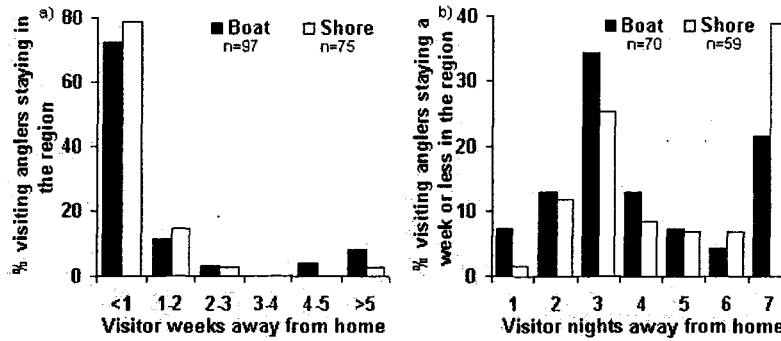 a)
Boat
Shore
n=97
n=75
% visiting anglers staying in
the region
80
60
40
20
0
<1
1-2
2-3
3-4
4-5
>5
Visitor weeks away from home
b)
Boat
Shore
n=70
n=59
% visiting anglers staying a
week or less in the region
40
30
20
10
0
1
2
3
4
5
6
7
Visitor nights away from home